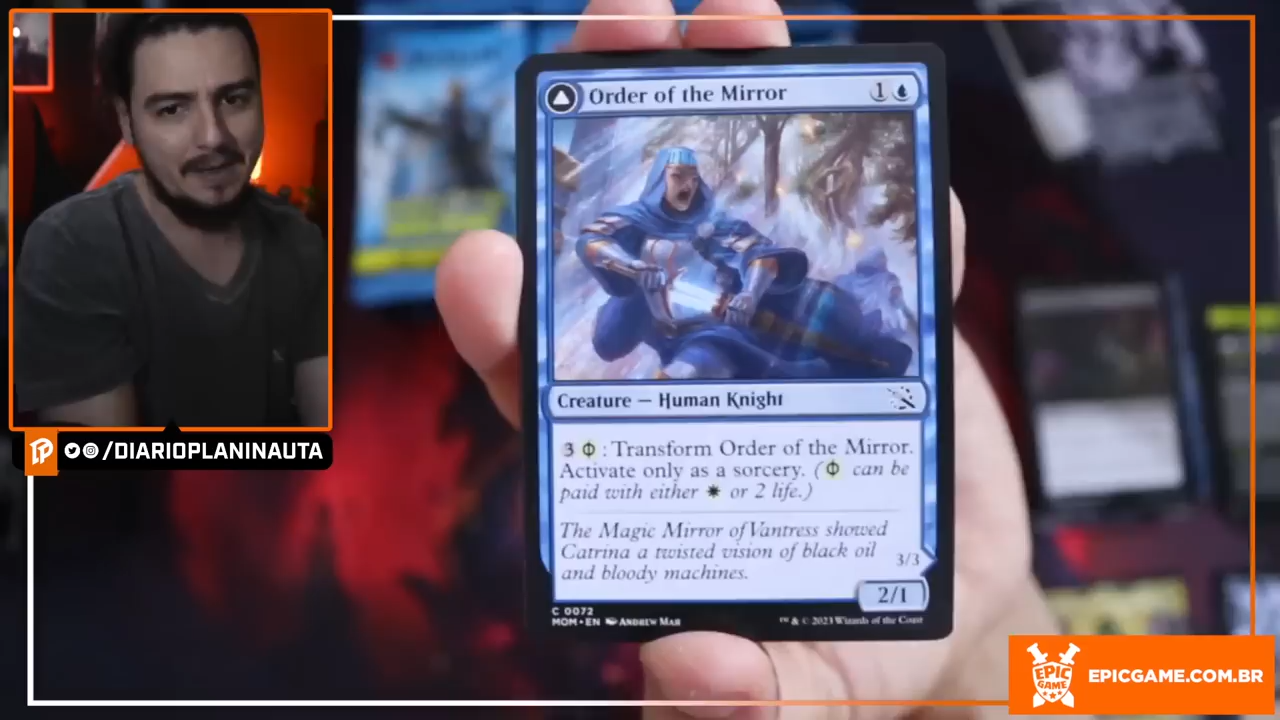 Order of the Mirror 1
Creature — Human Knight
3 : Transform Order of the Mirror.
Activate only as a sorcery. ( can be
paid with either or 2 life.)
The Magic Mirror of Vantress showed
Catrina a twisted vision of black oil
and bloody machines.
3/3
2/1
C 0072
MOM • EN Andrew Mar
™ & © 2023 Wizards of the Coast
/DIARIOPLANINAUTA
EPIC
GAME
EPICGAME.COM.BR